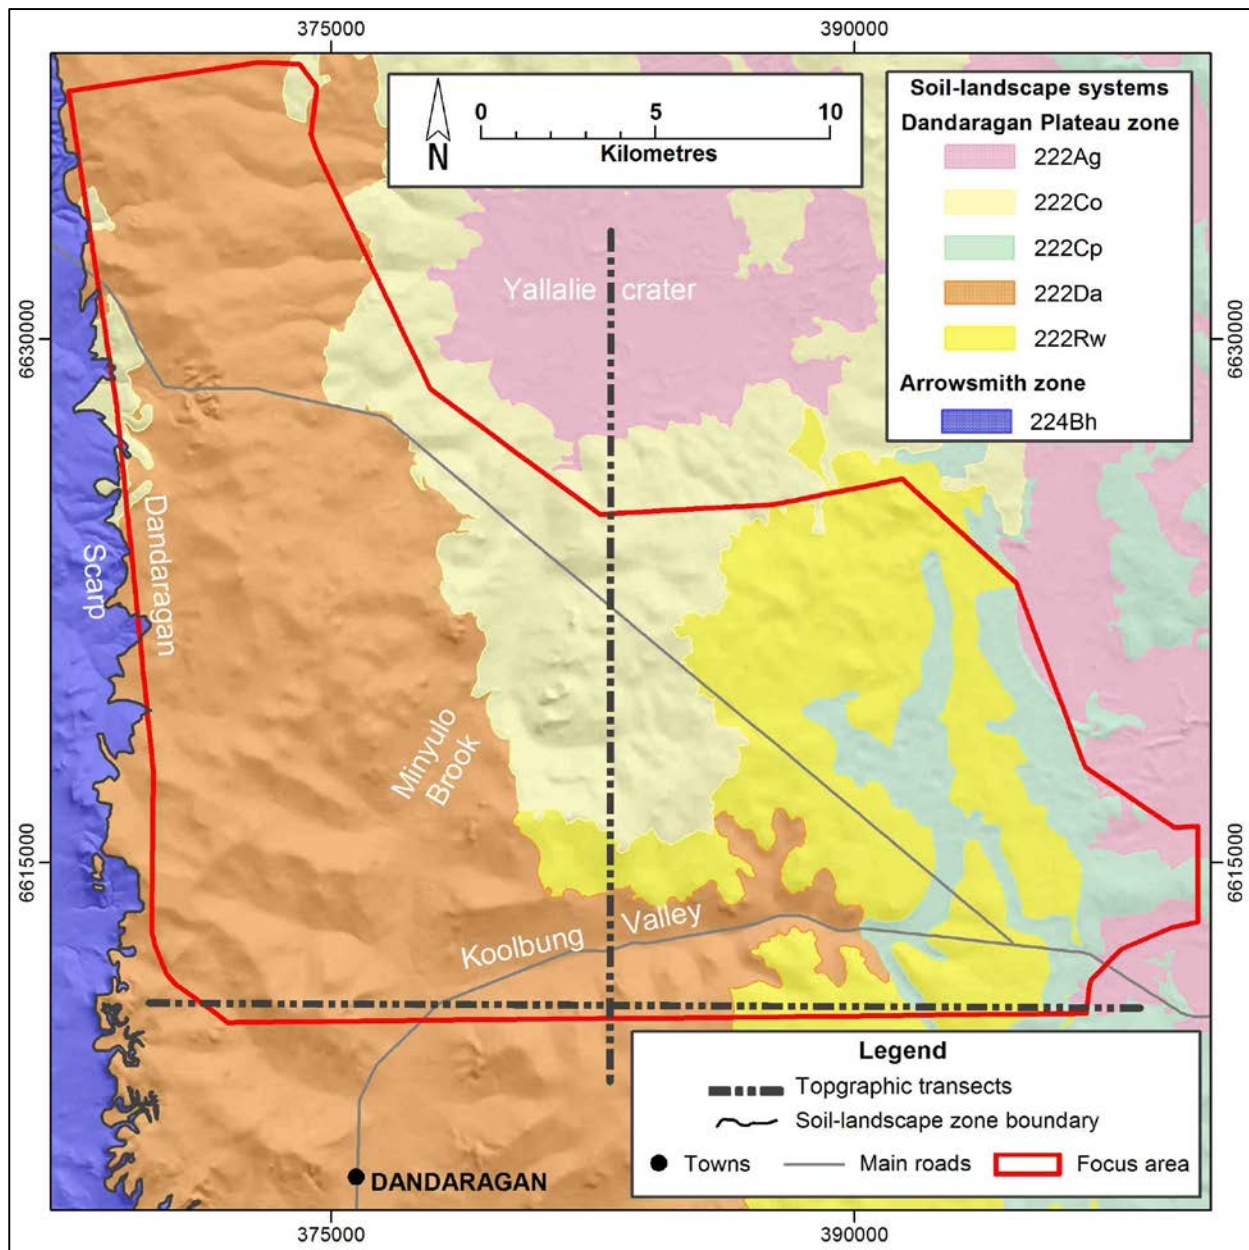 375000
390000
0
5
10
N
Kilometres
Soil-landscape systems
Dandaragan Plateau zone
222Ag
222Co
222Cp
222Da
222Rw
Arrowsmith zone
224Bh
6630000
6630000
Yallalie crater
Dandaragan
Scarp
Minyulo
Brook
6615000
6615000
Koolbung Valley
Legend
Topgraphic transects
Soil-landscape zone boundary
Towns
Main roads
Focus area
DANDARAGAN
375000
390000